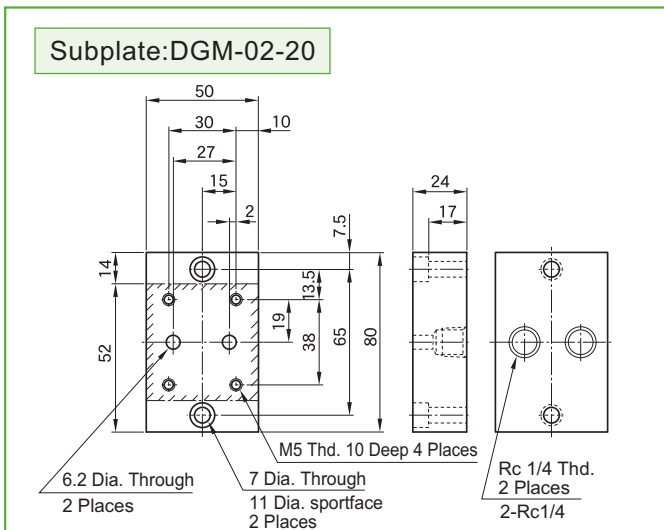 Subplate:DGM-02-20
50
30
10
27
15
2
24
17
7.5
14
13.5
19
38
65
80
52
M5 Thd. 10 Deep 4 Places
6.2 Dia. Through
2 Places
7 Dia. Through
11 Dia. sportface
2 Places
Rc 1/4 Thd.
2 Places
2-Rc1/4